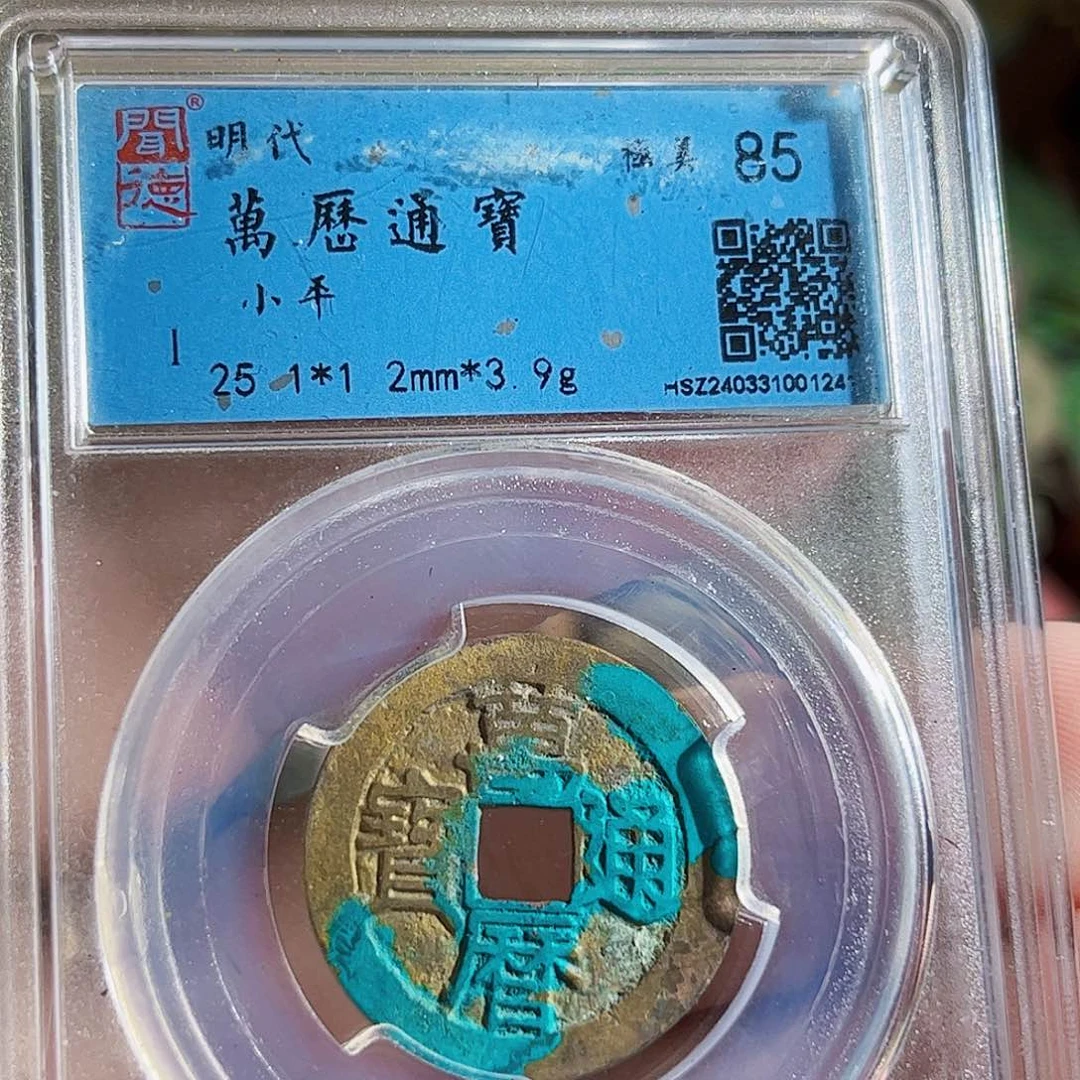 聞德®
明代
極美 85
萬曆通寶
小平
25.1*1.2mm*3.9g
HSZ24033100124
萬曆通寶